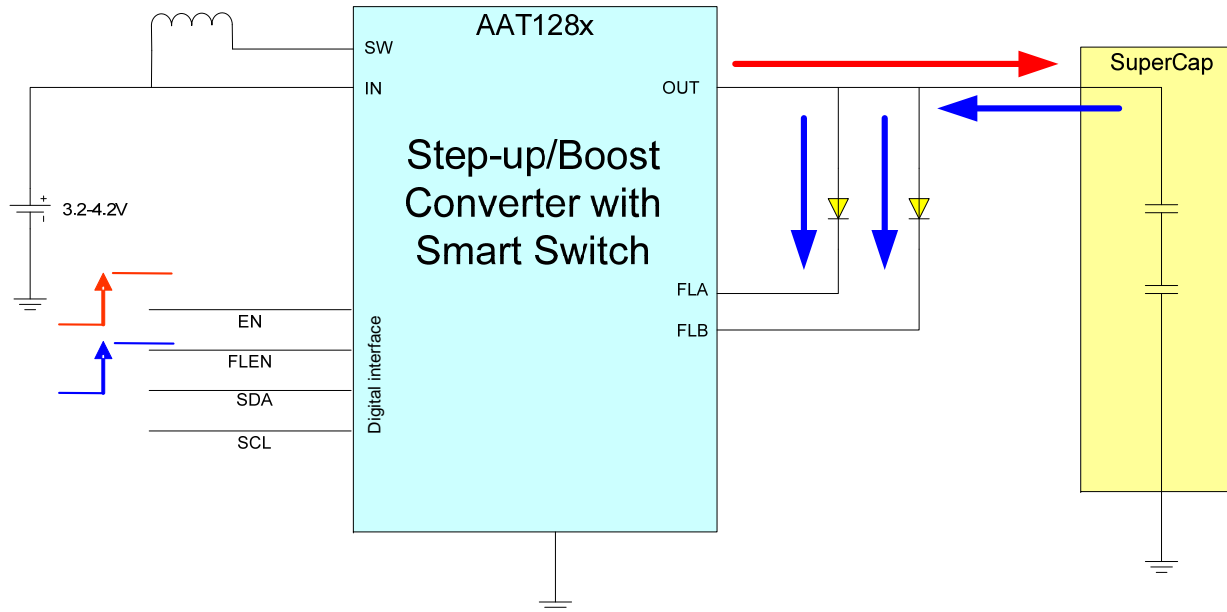 AAT128x
SW
IN
OUT
SuperCap
Step-up/Boost
Converter with
Smart Switch
+
3.2-4.2V
FLA
FLB
EN
FLEN
SDA
SCL
Digital interface